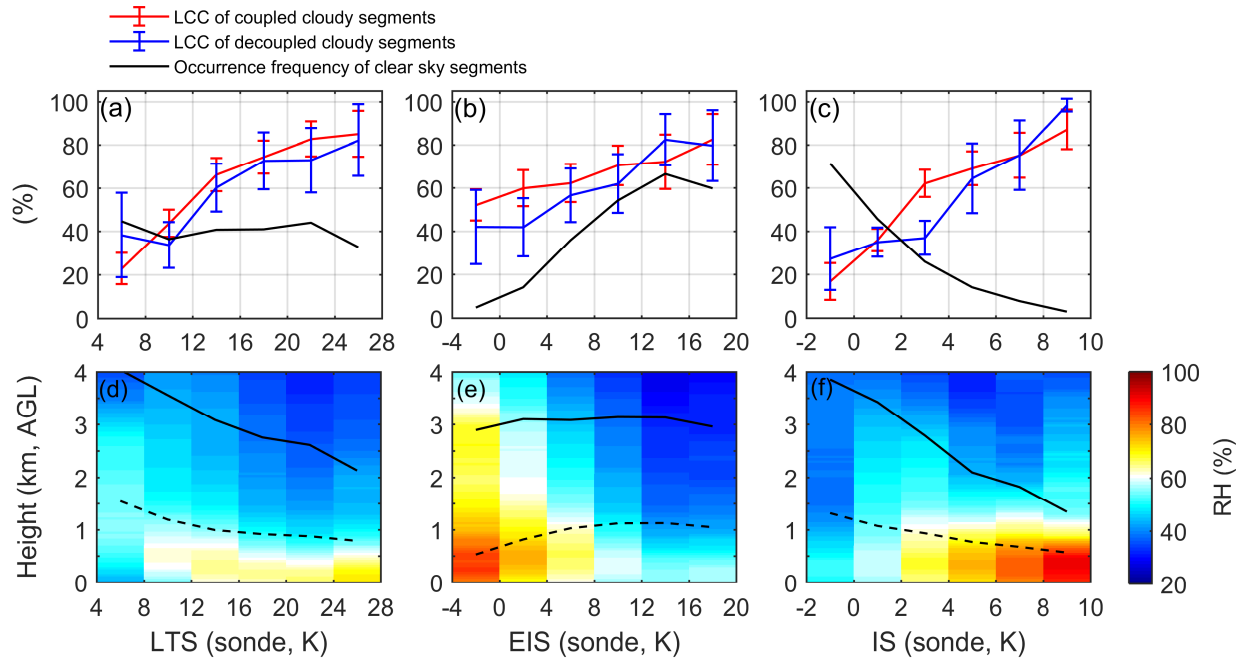 LCC of coupled cloudy segments
LCC of decoupled cloudy segments
Occurrence frequency of clear sky segments
(a)
(b)
(c)
(%)
100
80
60
40
20
0
4 8 12 16 20 24 28
100
80
60
40
20
0
-4 0 4 8 12 16 20
100
80
60
40
20
0
-2 0 2 4 6 8 10
(d)
(e)
(f)
Height (km, AGL)
4
3
2
1
0
4 8 12 16 20 24 28
LTS (sonde, K)
4
3
2
1
0
-4 0 4 8 12 16 20
EIS (sonde, K)
4
3
2
1
0
-2 0 2 4 6 8 10
IS (sonde, K)
100
80
60
40
20
RH (%)